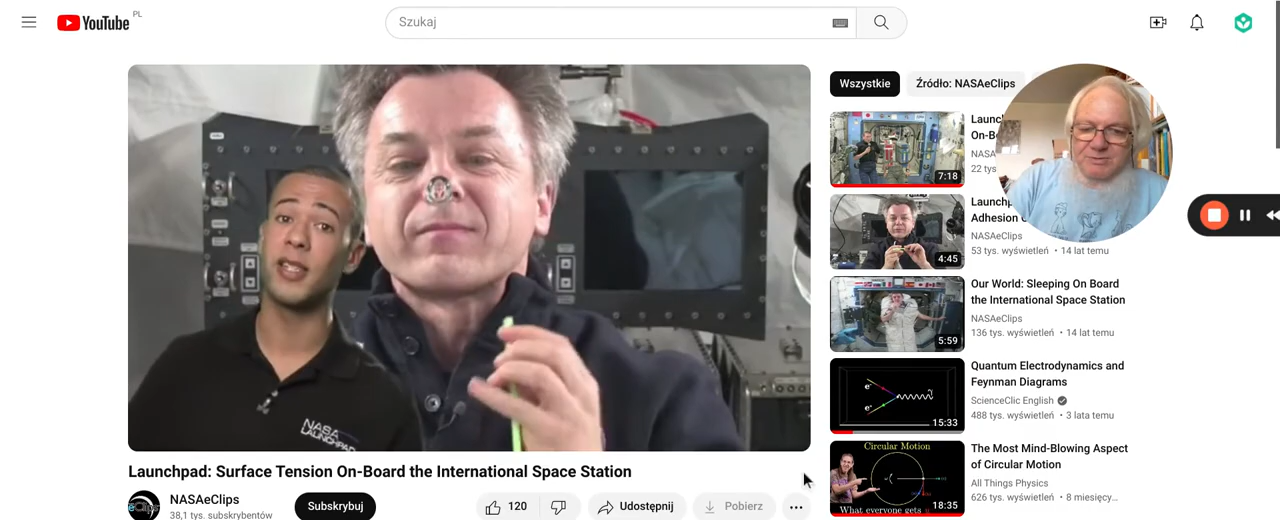 YouTube PL
Szukaj
NASA
LAUNCHPAD
Launchpad: Surface Tension On-Board the International Space Station
NASAeClips
38,1 tys. subskrybentów
Subskrybuj
120
Udostępnij
Pobierz
Wszystkie
Źródło: NASAeClips
7:18
Launch
On-Bo
NASA
22 tys
4:45
Launchp
Adhesion
NASAeClips
53 tys. wyświetleń • 14 lat temu
5:59
Our World: Sleeping On Board
the International Space Station
NASAeClips
136 tys. wyświetleń • 14 lat temu
15:33
Quantum Electrodynamics and
Feynman Diagrams
ScienceClic English
488 tys. wyświetleń • 3 lata temu
Circular Motion
What everyone gets
18:35
The Most Mind-Blowing Aspect
of Circular Motion
All Things Physics
626 tys. wyświetleń • 8 miesięcy...